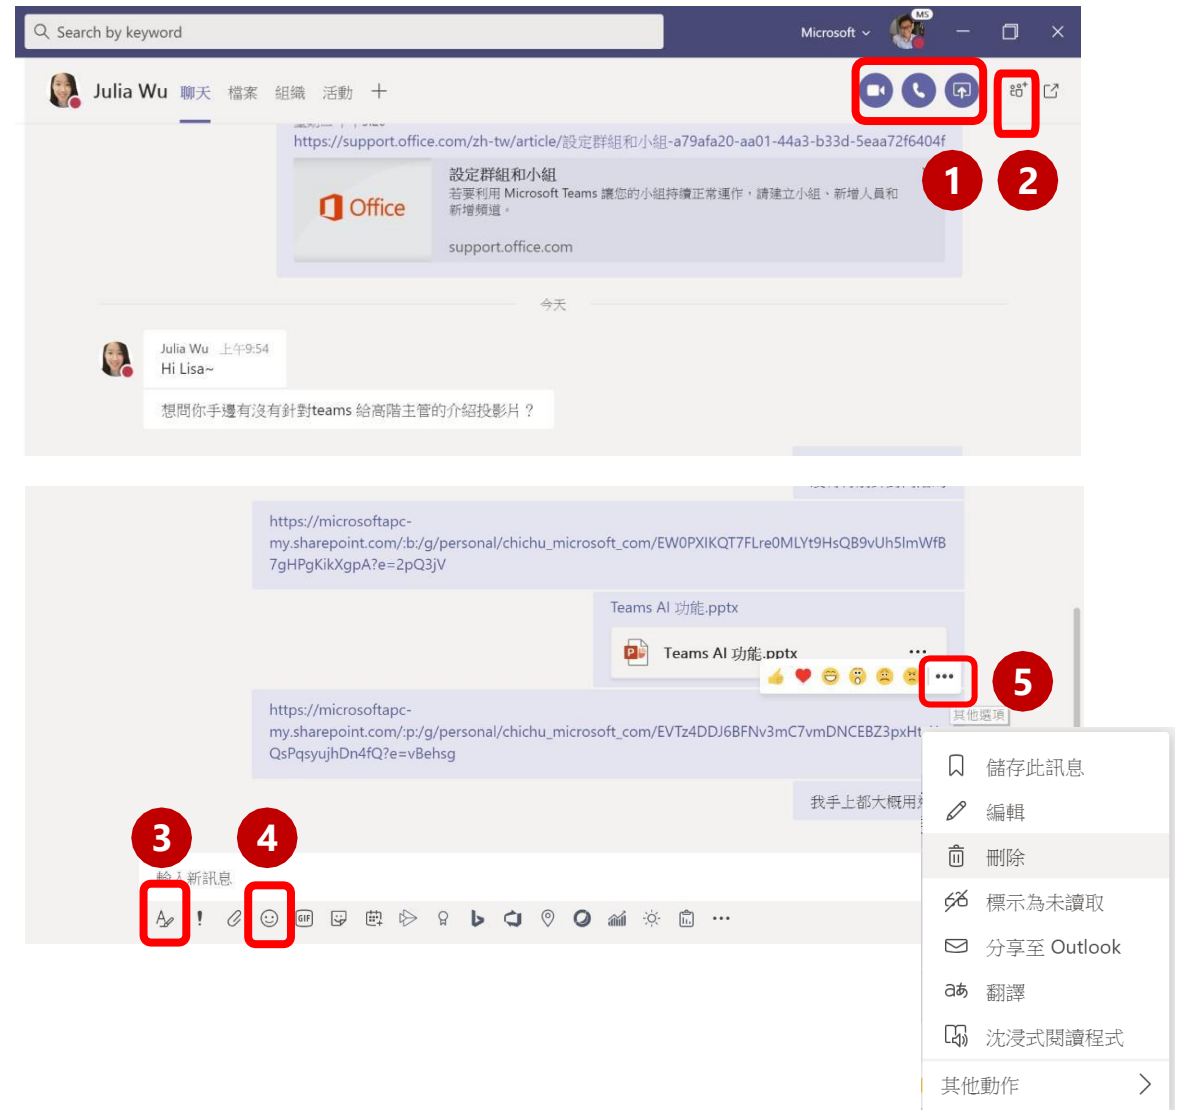 Search by keyword
Microsoft
MS
Julia Wu 聊天 檔案 組織 活動
https://support.office.com/zh-tw/article/設定群組和小組-a79afa20-aa01-44a3-b33d-5eaa72f6404f
Office
設定群組和小組
若要利用 Microsoft Teams 讓您的小組持續正常運作，請建立小組、新增人員和
新增頻道。
support.office.com
1
2
今天
Julia Wu 上午9:54
Hi Lisa~
想問你手邊有沒有針對teams 給高階主管的介紹投影片？
https://microsoftapc-
my.sharepoint.com/:b:/g/personal/chichu_microsoft_com/EW0PXIKQT7FLre0MLYt9HsQB9vUh5lmWfB
7gHPgKikXgpA?e=2pQ3jV
Teams AI 功能.pptx
Teams AI 功能.pptx
5
其他選項
https://microsoftapc-
my.sharepoint.com/:p:/g/personal/chichu_microsoft_com/EVTz4DDJ6BFNv3mC7vmDNCEBZ3pxHt
QsPqsyujhDn4fQ?e=vBehsg
我手上都大概用
3
4
輸入新訊息
GIF
儲存此訊息
編輯
刪除
標示為未讀取
分享至 Outlook
aあ 翻譯
沈浸式閱讀程式
其他動作